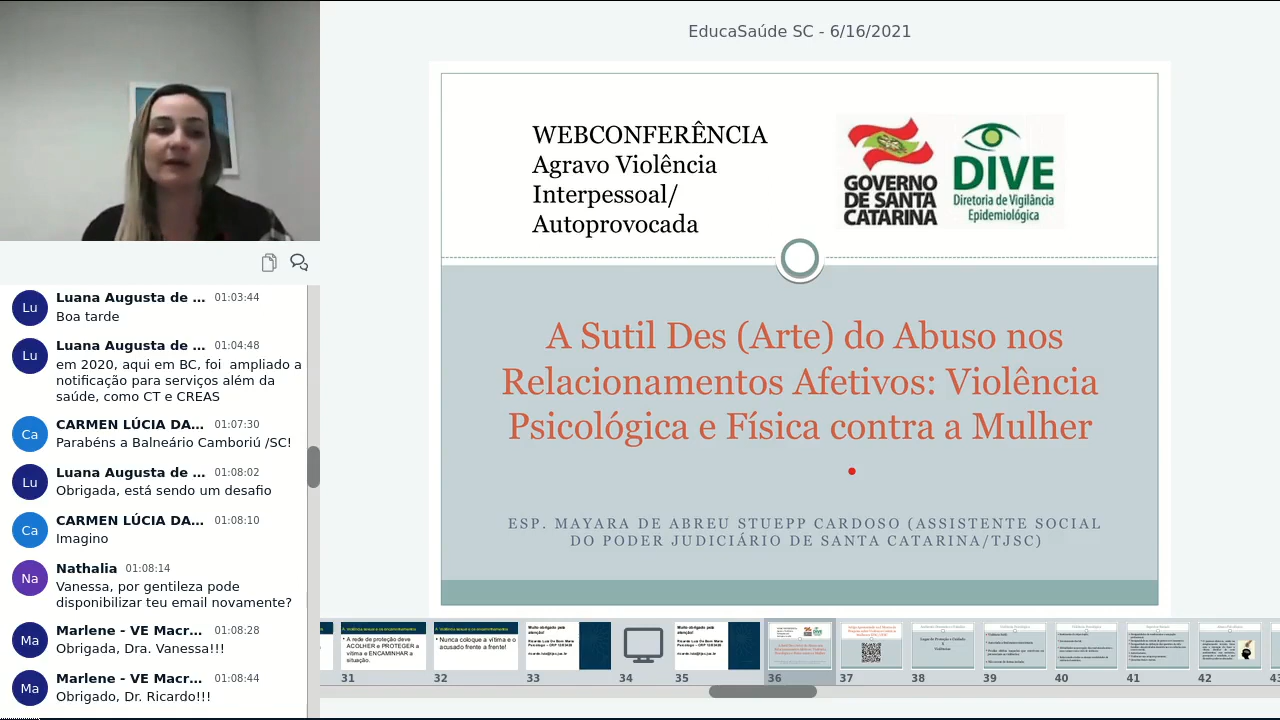 EducaSaúde SC - 6/16/2021
WEBCONFERÊNCIA
Agravo Violência
Interpessoal/
Autoprovocada
GOVERNO
DE SANTA
CATARINA
DIVE
Diretoria de Vigilância
Epidemiológica
A Sutil Des (Arte) do Abuso nos
Relacionamentos Afetivos: Violência
Psicológica e Física contra a Mulher
ESP. MAYARA DE ABREU STUEPP CARDOSO (ASSISTENTE SOCIAL
DO PODER JUDICIÁRIO DE SANTA CATARINA/TJSC)
Lu
Luana Augusta de ... 01:03:44
Boa tarde
Lu
Luana Augusta de ... 01:04:48
em 2020, aqui em BC, foi  ampliado a
notificação para serviços além da
saúde, como CT e CREAS
Ca
CARMEN LÚCIA DA... 01:07:30
Parabéns a Balneário Camboriú /SC!
Lu
Luana Augusta de ... 01:08:02
Obrigada, está sendo um desafio
Ca
CARMEN LÚCIA DA... 01:08:10
Imagino
Na
Nathalia 01:08:14
Vanessa, por gentileza pode
disponibilizar teu email novamente?
Ma
Marlene - VE Macr... 01:08:28
Obrigada, Dra. Vanessa!!!
Ma
Marlene - VE Macr... 01:08:44
Obrigado, Dr. Ricardo!!!
• A rede de proteção deve
ACOLHER e PROTEGER a
vítima e ENCAMINHAR a
situação.
• Nunca coloque a vítima e o
acusado frente a frente!
Muito obrigado pela
atenção!
Muito obrigado pela
atenção!
31 32 33 34 35 36 37 38 39 40 41 42 43